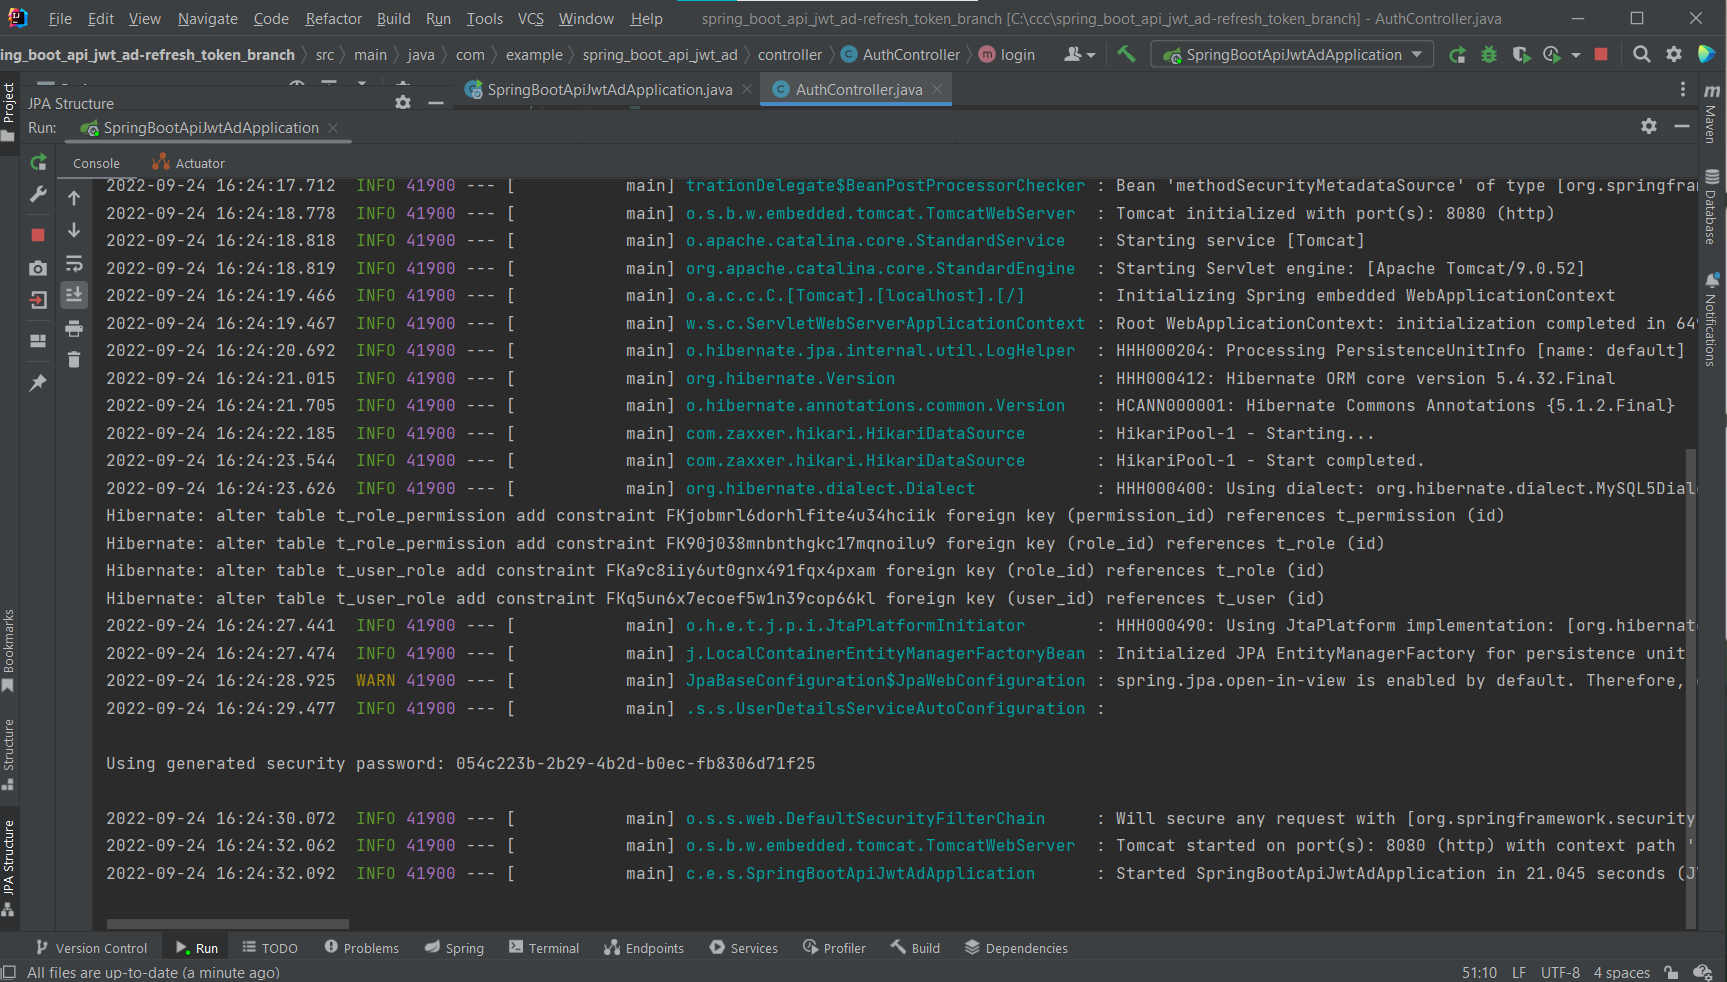 File Edit View Navigate Code Refactor Build Run Tools VCS Window Help spring_boot_api_jwt_ad-refresh_token_branch [C:\ccc\spring_boot_api_jwt_ad-refresh_token_branch] - AuthController.java
ing_boot_api_jwt_ad-refresh_token_branch src main java com example spring_boot_api_jwt_ad controller AuthController login SpringBootApiJwtAdApplication
JPA Structure SpringBootApiJwtAdApplication.java AuthController.java
Run: SpringBootApiJwtAdApplication
Console Actuator
2022-09-24 16:24:17.712 INFO 41900 --- [ main] trationDelegate$BeanPostProcessorChecker : Bean 'methodSecurityMetadataSource' of type [org.springfra
2022-09-24 16:24:18.778 INFO 41900 --- [ main] o.s.b.w.embedded.tomcat.TomcatWebServer : Tomcat initialized with port(s): 8080 (http)
2022-09-24 16:24:18.818 INFO 41900 --- [ main] o.apache.catalina.core.StandardService : Starting service [Tomcat]
2022-09-24 16:24:18.819 INFO 41900 --- [ main] org.apache.catalina.core.StandardEngine : Starting Servlet engine: [Apache Tomcat/9.0.52]
2022-09-24 16:24:19.466 INFO 41900 --- [ main] o.a.c.c.C.[Tomcat].[localhost].[/] : Initializing Spring embedded WebApplicationContext
2022-09-24 16:24:19.467 INFO 41900 --- [ main] w.s.c.ServletWebServerApplicationContext : Root WebApplicationContext: initialization completed in 649
2022-09-24 16:24:20.692 INFO 41900 --- [ main] o.hibernate.jpa.internal.util.LogHelper : HHH000204: Processing PersistenceUnitInfo [name: default]
2022-09-24 16:24:21.015 INFO 41900 --- [ main] org.hibernate.Version : HHH000412: Hibernate ORM core version 5.4.32.Final
2022-09-24 16:24:21.705 INFO 41900 --- [ main] o.hibernate.annotations.common.Version : HCANN000001: Hibernate Commons Annotations {5.1.2.Final}
2022-09-24 16:24:22.185 INFO 41900 --- [ main] com.zaxxer.hikari.HikariDataSource : HikariPool-1 - Starting...
2022-09-24 16:24:23.544 INFO 41900 --- [ main] com.zaxxer.hikari.HikariDataSource : HikariPool-1 - Start completed.
2022-09-24 16:24:23.626 INFO 41900 --- [ main] org.hibernate.dialect.Dialect : HHH000400: Using dialect: org.hibernate.dialect.MySQL5Diale
Hibernate: alter table t_role_permission add constraint FKjobmrl6dorhlfite4u34hciik foreign key (permission_id) references t_permission (id)
Hibernate: alter table t_role_permission add constraint FK90j038mnbnthgkc17mqnoilu9 foreign key (role_id) references t_role (id)
Hibernate: alter table t_user_role add constraint FKa9c8iiy6ut0gnx491fqx4pxam foreign key (role_id) references t_role (id)
Hibernate: alter table t_user_role add constraint FKq5un6x7ecoef5w1n39cop66kl foreign key (user_id) references t_user (id)
2022-09-24 16:24:27.441 INFO 41900 --- [ main] o.h.e.t.j.p.i.JtaPlatformInitiator : HHH000490: Using JtaPlatform implementation: [org.hibernat
2022-09-24 16:24:27.474 INFO 41900 --- [ main] j.LocalContainerEntityManagerFactoryBean : Initialized JPA EntityManagerFactory for persistence unit
2022-09-24 16:24:28.925 WARN 41900 --- [ main] JpaBaseConfiguration$JpaWebConfiguration : spring.jpa.open-in-view is enabled by default. Therefore,
2022-09-24 16:24:29.477 INFO 41900 --- [ main] .s.s.UserDetailsServiceAutoConfiguration :
Using generated security password: 054c223b-2b29-4b2d-b0ec-fb8306d71f25
2022-09-24 16:24:30.072 INFO 41900 --- [ main] o.s.s.web.DefaultSecurityFilterChain : Will secure any request with [org.springframework.security
2022-09-24 16:24:32.062 INFO 41900 --- [ main] o.s.b.w.embedded.tomcat.TomcatWebServer : Tomcat started on port(s): 8080 (http) with context path '
2022-09-24 16:24:32.092 INFO 41900 --- [ main] c.e.s.SpringBootApiJwtAdApplication : Started SpringBootApiJwtAdApplication in 21.045 seconds (J
Version Control Run TODO Problems Spring Terminal Endpoints Services Profiler Build Dependencies
All files are up-to-date (a minute ago) 51:10 LF UTF-8 4 spaces
Project
Bookmarks
Structure
JPA Structure
Maven
Database
Notifications